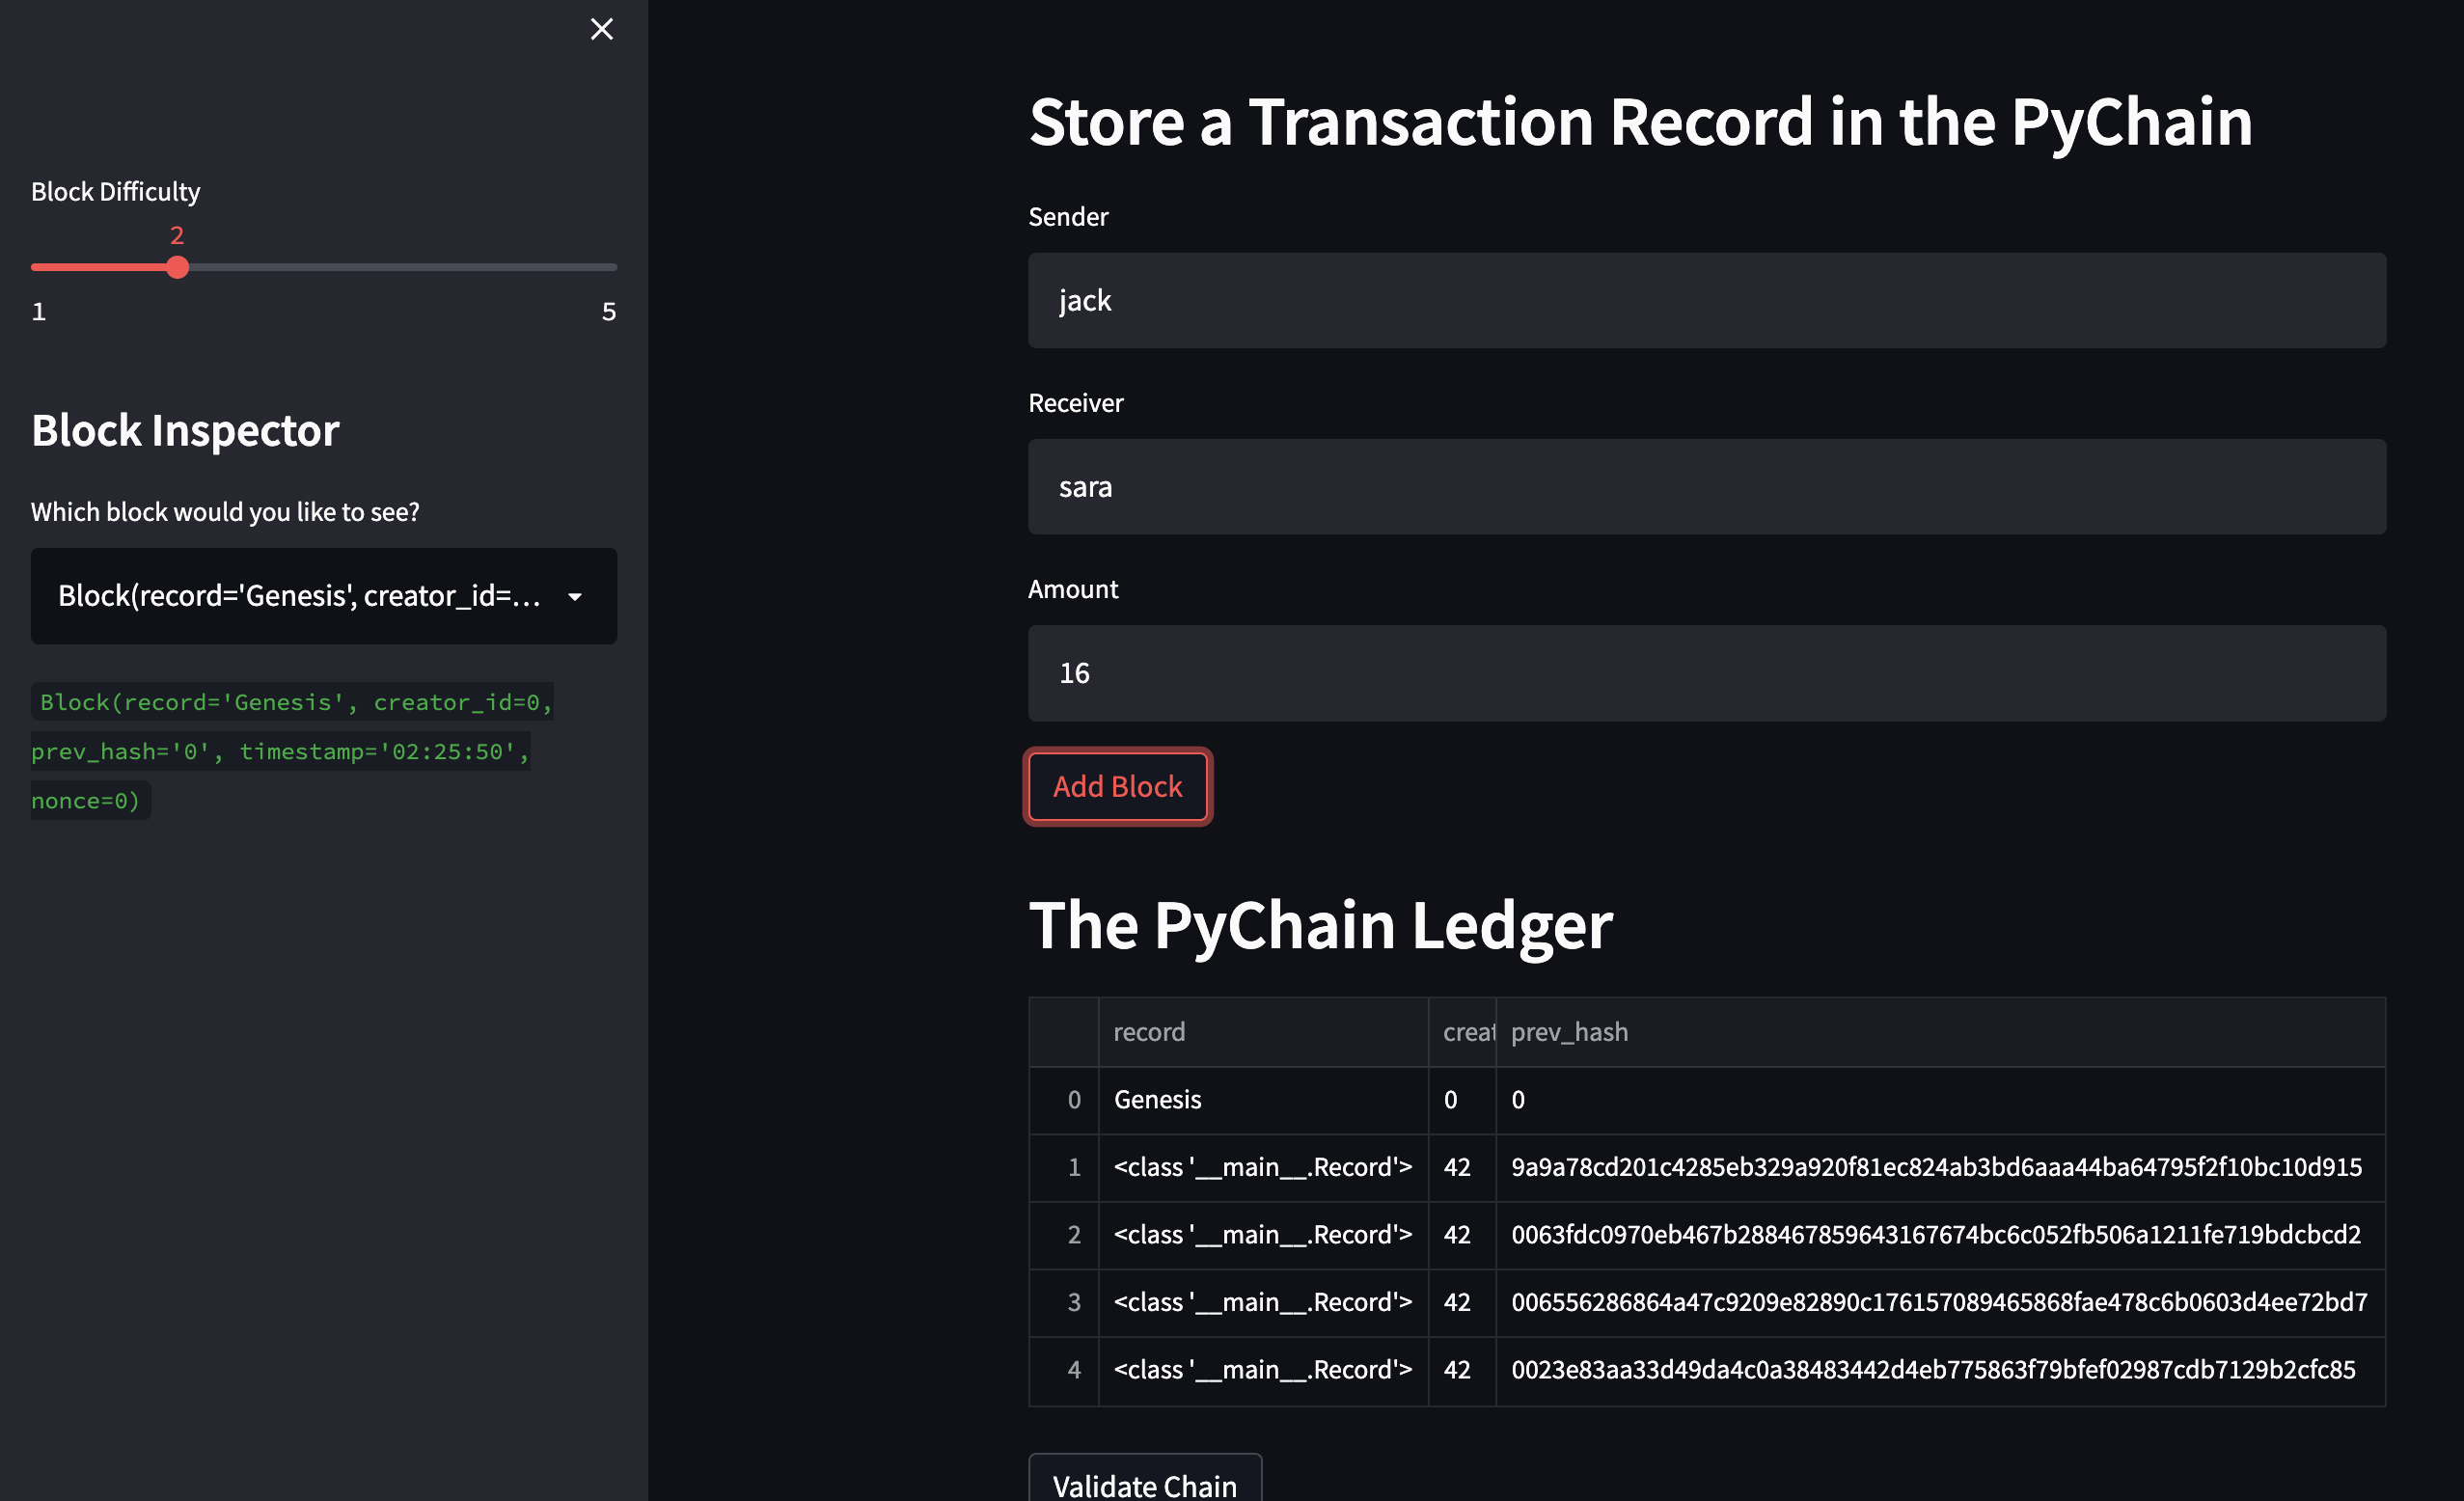 Block Difficulty
2
1 5
Block Inspector
Which block would you like to see?
Block(record='Genesis', creator_id=...
Block(record='Genesis', creator_id=0,
prev_hash='0', timestamp='02:25:50',
nonce=0)
Store a Transaction Record in the PyChain
Sender
jack
Receiver
sara
Amount
16
Add Block
The PyChain Ledger
record creat prev_hash
0 Genesis 0 0
1 <class '__main__.Record'> 42 9a9a78cd201c4285eb329a920f81ec824ab3bd6aaa44ba64795f2f10bc10d915
2 <class '__main__.Record'> 42 0063fdc0970eb467b288467859643167674bc6c052fb506a1211fe719bdcbcd2
3 <class '__main__.Record'> 42 006556286864a47c9209e82890c176157089465868fae478c6b0603d4ee72bd7
4 <class '__main__.Record'> 42 0023e83aa33d49da4c0a38483442d4eb775863f79bfef02987cdb7129b2cfc85
Validate Chain